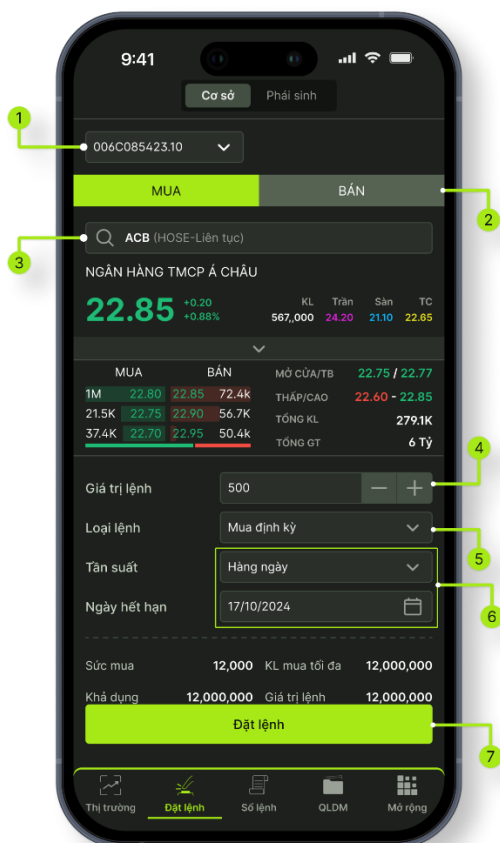 9:41
Cơ sở Phái sinh
1
006C085423.10
MUA BÁN
2
3
ACB (HOSE-Liên tục)
NGÂN HÀNG TMCP Á CHÂU
22.85 +0.20 +0.88%
KL Trần Sàn TC
567,,000 24.20 21.10 22.65
MUA BÁN MỞ CỬA/TB 22.75 / 22.77
1M 22.80 22.85 72.4k THẤP/CAO 22.60 - 22.85
21.5K 22.75 22.90 56.7K TỔNG KL 279.1K
37.4K 22.70 22.95 50.4k TỔNG GT 6 Tỷ
4
Giá trị lệnh 500 − +
Loại lệnh Mua định kỳ
5
Tần suất Hàng ngày
6
Ngày hết hạn 17/10/2024
Sức mua 12,000 KL mua tối đa 12,000,000
Khả dụng 12,000,000 Giá trị lệnh 12,000,000
Đặt lệnh
7
Thị trường Đặt lệnh Sổ lệnh QLDM Mở rộng